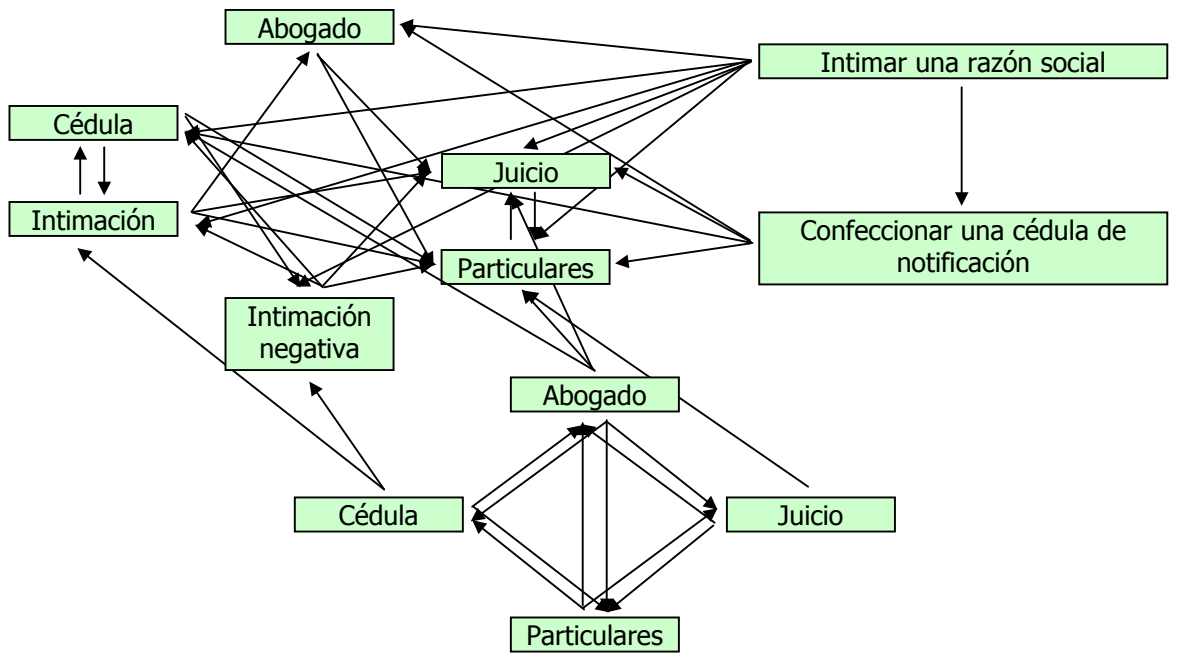 Abogado
Intimar una razón social
Cédula
Juicio
Intimación
Confeccionar una cédula de
notificación
Particulares
Intimación
negativa
Abogado
Cédula
Juicio
Particulares